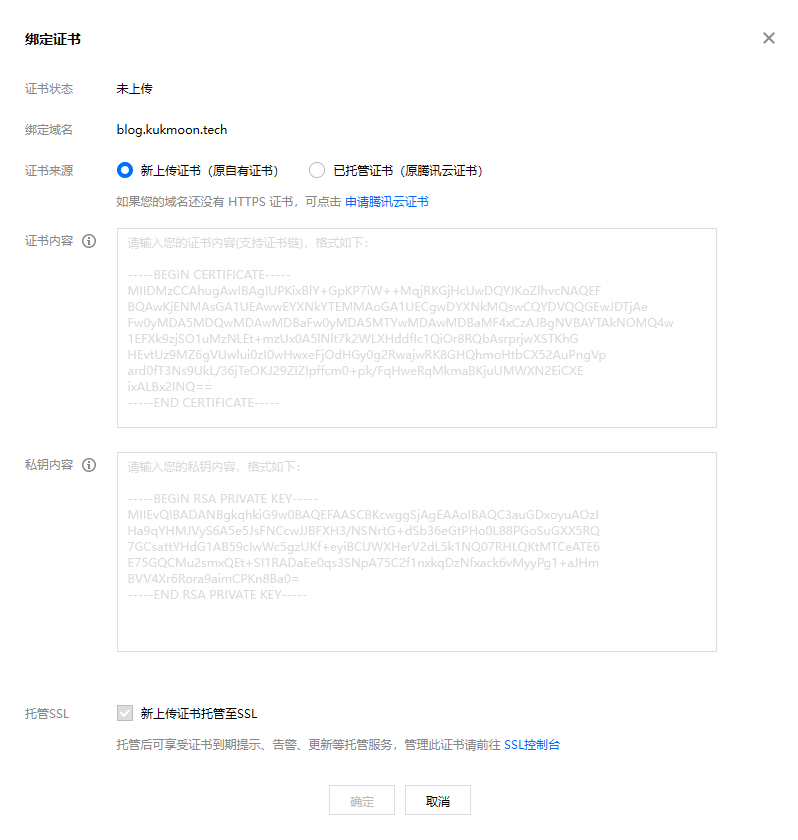 绑定证书
证书状态 未上传
绑定域名 blog.kukmoon.tech
证书来源 新上传证书（原自有证书） 已托管证书（原腾讯云证书）
如果您的域名还没有 HTTPS 证书，可点击 申请腾讯云证书
证书内容 请输入您的证书内容(支持证书链)，格式如下：
-----BEGIN CERTIFICATE-----
MIIDMzCCAhugAwIBAgIUPKixBlY+GpKP7iW++MqjRKGjHcUwDQYJKoZIhvcNAQEF
BQAwKjENMAsGA1UEAwwEYXNkYTEMMAoGA1UECgwDYXNkMQswCQYDVQQGEwJDTjAe
Fw0yMDA5MDQwMDAwMDBaFw0yMDA5MTYwMDAwMDBaMF4xCzAJBgNVBAYTAkNOMQ4w
1EFXk9zjSO1uMzNLEt+mzUx0A5lNlt7k2WLXHddfIc1QiOr8RQbAsrprjwXSTKhG
HEvtUz9MZ6gVUwlui0zI0wHwxeFjOdHGy0g2RwajwRK8GHQhmoHtbCX52AuPngVp
ard0fT3Ns9UkL/36jTeOKJ29ZIZIpffcm0+pk/FqHweRqMkmaBKjuUMWXN2EiCXE
ixALBx2INQ==
-----END CERTIFICATE-----
私钥内容 请输入您的私钥内容，格式如下：
-----BEGIN RSA PRIVATE KEY-----
MIIEvQIBADANBgkqhkiG9w0BAQEFAASCBKcwggSjAgEAAoIBAQC3auGDxoyuAOzI
Ha9qYHMJVyS6A5e5JsFNCcwJJBFXH3/NSNrtG+dSb36eGtPHo0L88PGoSuGXX5RQ
7GCsattYHdG1AB59cIwWc5gzUKf+eyiBCUWXHerV2dL5k1NQ07RHLQKtMTCeATE6
E75GQCMu2smxQEt+SI1RADaEe0qs3SNpA75C2f1nxkqDzNfxack6vMyyPg1+aJHm
BVV4Xr6Rora9aimCPKn8Ba0=
-----END RSA PRIVATE KEY-----
托管SSL 新上传证书托管至SSL
托管后可享受证书到期提示、告警、更新等托管服务，管理此证书请前往 SSL控制台
确定 取消